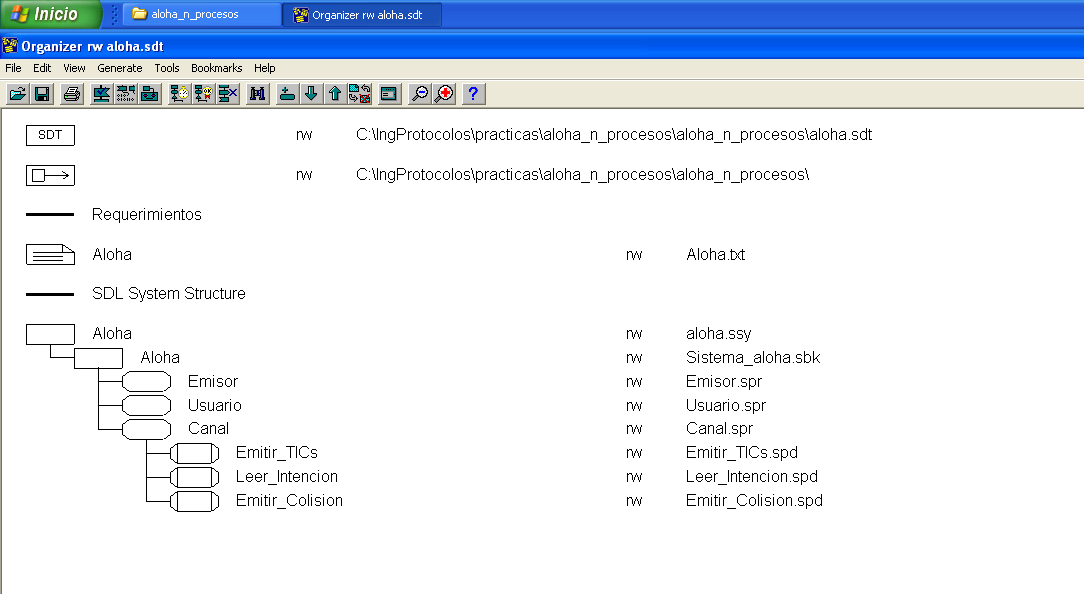 Inicio aloha_n_procesos Organizer rw aloha.sdt
Organizer rw aloha.sdt
File Edit View Generate Tools Bookmarks Help
?
SDT rw C:\IngProtocolos\practicas\aloha_n_procesos\aloha_n_procesos\aloha.sdt
rw C:\IngProtocolos\practicas\aloha_n_procesos\aloha_n_procesos\
Requerimientos
Aloha rw Aloha.txt
SDL System Structure
Aloha rw aloha.ssy
Aloha rw Sistema_aloha.sbk
Emisor rw Emisor.spr
Usuario rw Usuario.spr
Canal rw Canal.spr
Emitir_TICs rw Emitir_TICs.spd
Leer_Intencion rw Leer_Intencion.spd
Emitir_Colision rw Emitir_Colision.spd